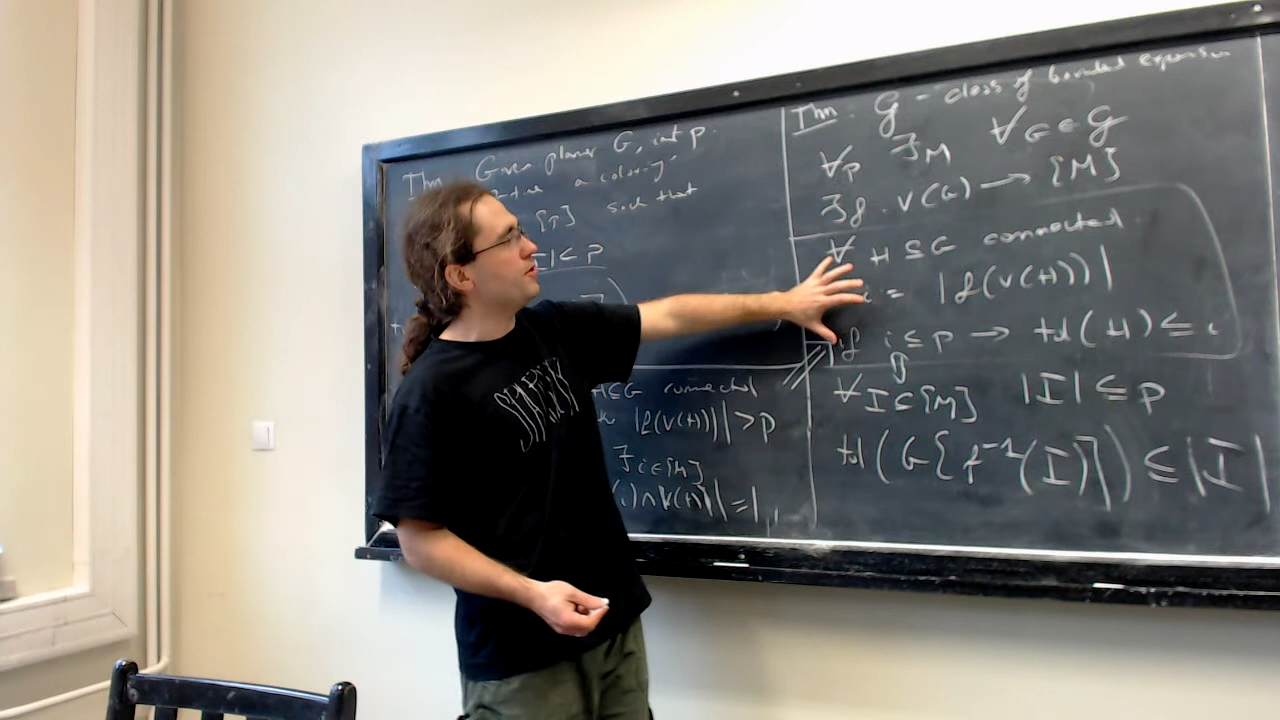 Thm Given planar G, int p.
a coloring
[T] such that
I| ≤ p
H⊆G connected
|f(V(H))| > p
∃ i∈[M]
(i)∩V(H)| = 1
Thm. G - class of bounded expansion
∀p ∃M ∀G∈G
∃f. V(G) → [M]
∀ H⊆G connected
i = |f(V(H))|
if i≤p → td(H) ≤ i
⇕
∀I⊆[M] |I| ≤ p
td(G[f⁻¹(I)]) ≤ |I|